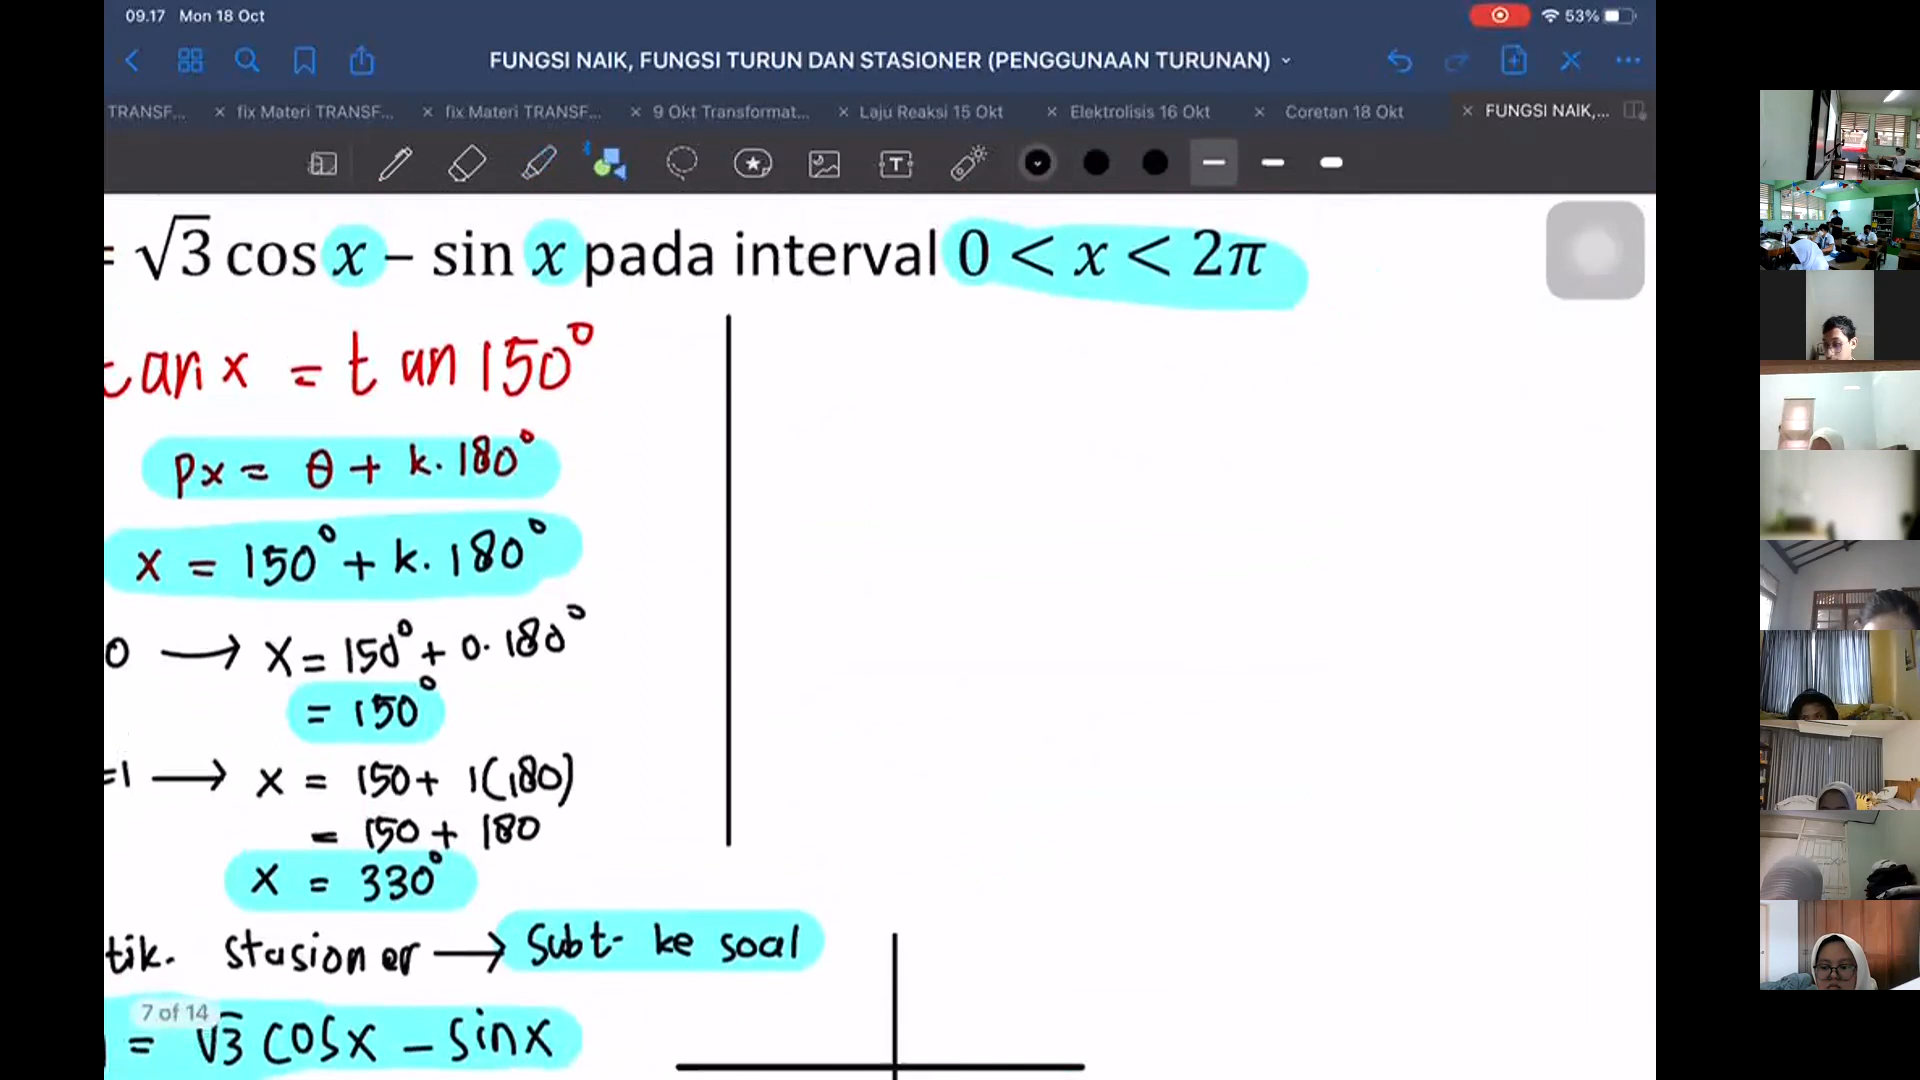 09.17 Mon 18 Oct
53%
FUNGSI NAIK, FUNGSI TURUN DAN STASIONER (PENGGUNAAN TURUNAN)
TRANSF... × fix Materi TRANSF... × fix Materi TRANSF... × 9 Okt Transformat... × Laju Reaksi 15 Okt × Elektrolisis 16 Okt × Coretan 18 Okt × FUNGSI NAIK,...
= √3 cos x – sin x pada interval 0 < x < 2π
tan x = tan 150°
px = θ + k. 180°
x = 150° + k. 180°
0 → x = 150° + 0. 180°
= 150°
=1 → x = 150 + 1(180)
= 150 + 180
x = 330°
tik. stasioner → Subt- ke soal
7 of 14
= √3 cosx – sinx